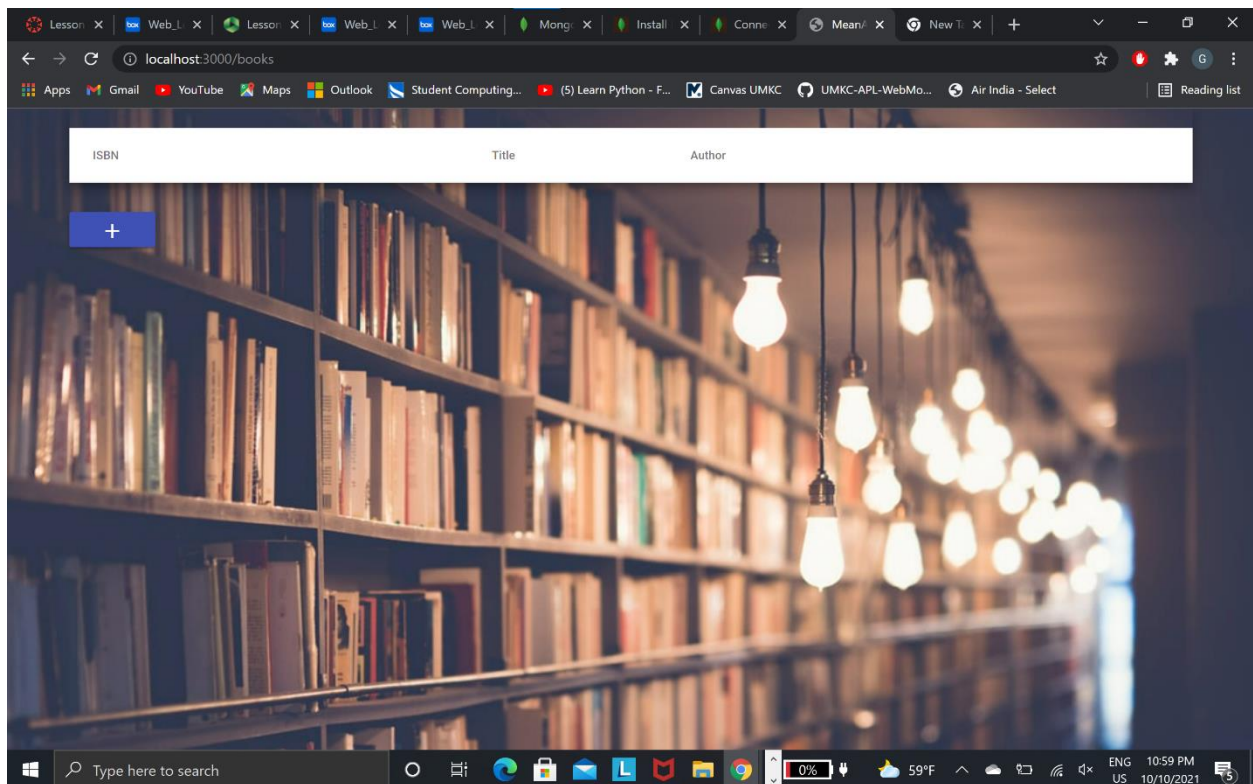 Lesson
Web_L
Lesson
Web_L
Web_L
Mong
Install
Conne
MeanA
New T
localhost:3000/books
G
Apps
Gmail
YouTube
Maps
Outlook
Student Computing...
(5) Learn Python - F...
Canvas UMKC
UMKC-APL-WebMo...
Air India - Select
Reading list
ISBN Title Author
+
Type here to search
L
0%
59°F
ENG
US
10:59 PM
10/10/2021
5